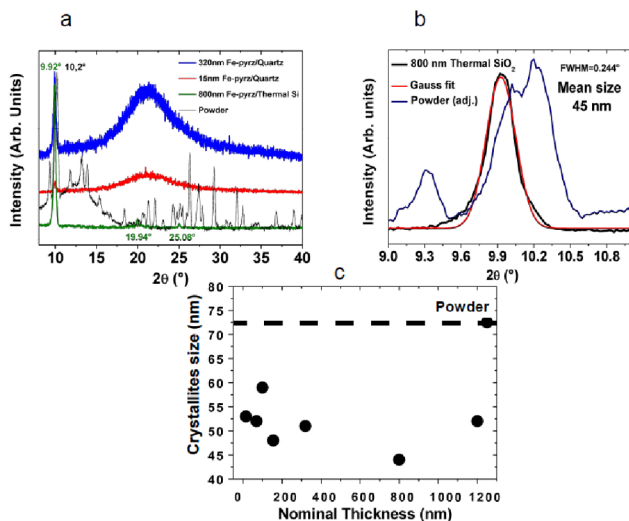 a
9.92° 10,2°
320nm Fe-pyrz/Quartz
15nm Fe-pyrz/Quartz
800nm Fe-pyrz/Thermal Si
Powder
Intensity (Arb. Units)
19.94° 25.08°
10 15 20 25 30 35 40
2θ (°)
b
800 nm Thermal SiO2
Gauss fit
Powder (adj.)
FWHM=0.244°
Mean size
45 nm
Intensity (Arb. units)
9.0 9.3 9.6 9.9 10.2 10.5 10.8
2θ (°)
c
Powder
Crystallites size (nm)
80
75
70
65
60
55
50
45
40
0 200 400 600 800 1000 1200
Nominal Thickness (nm)